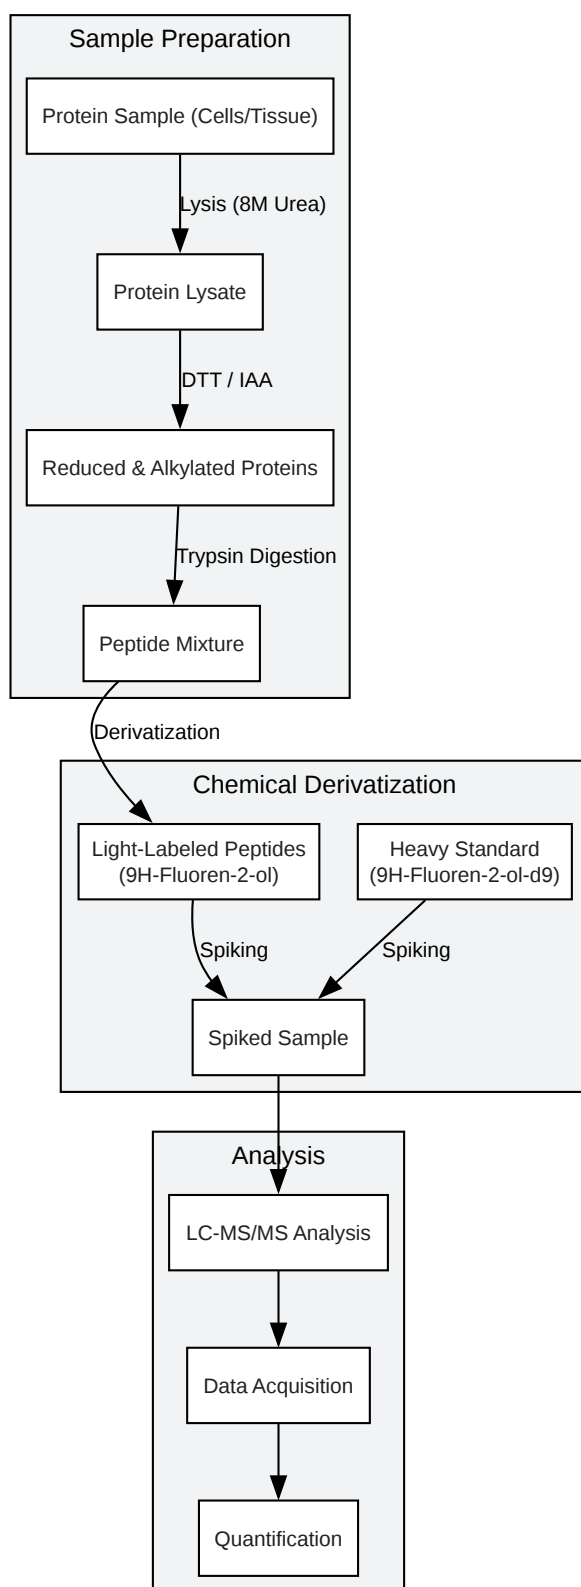 Sample Preparation
Protein Sample (Cells/Tissue)
Lysis (8M Urea)
Protein Lysate
DTT / IAA
Reduced & Alkylated Proteins
Trypsin Digestion
Peptide Mixture
Derivatization
Chemical Derivatization
Light-Labeled Peptides
(9H-Fluoren-2-ol)
Heavy Standard
(9H-Fluoren-2-ol-d9)
Spiking
Spiking
Spiked Sample
Analysis
LC-MS/MS Analysis
Data Acquisition
Quantification